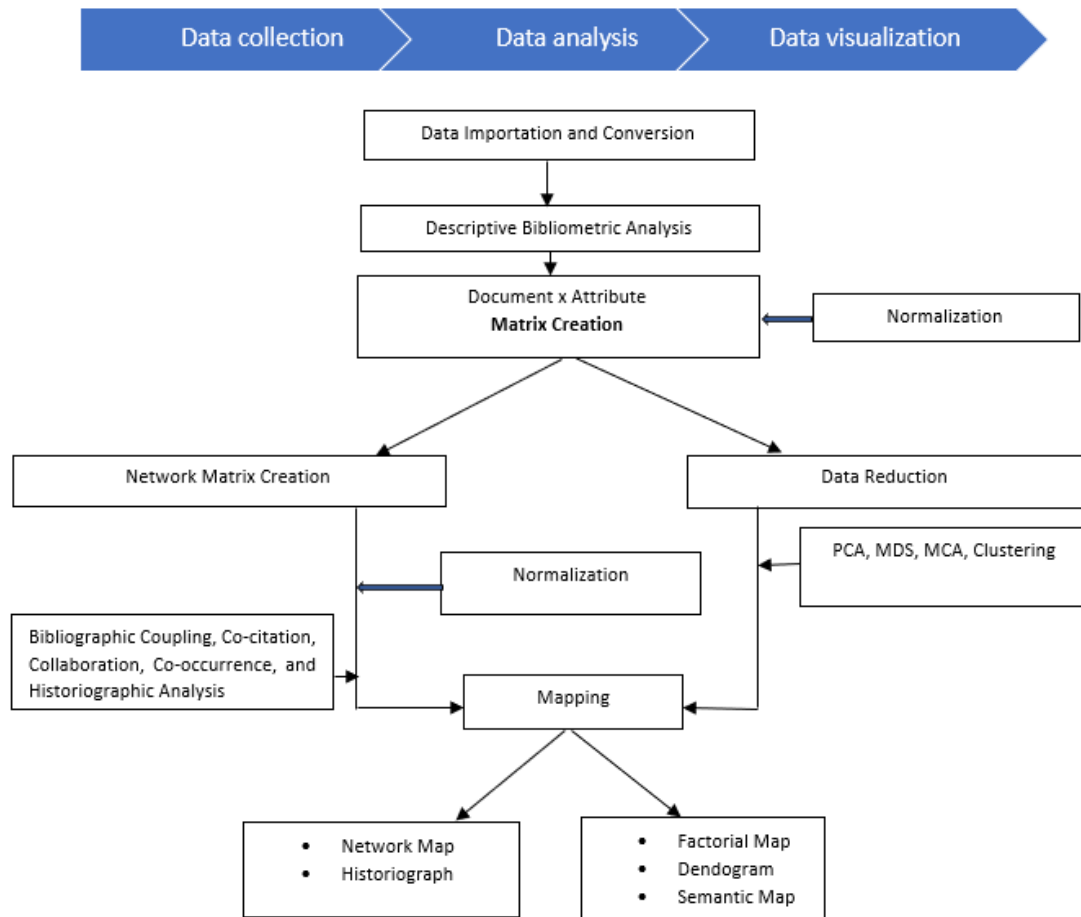 Data collection
Data analysis
Data visualization
Data Importation and Conversion
Descriptive Bibliometric Analysis
Document x Attribute
Matrix Creation
Normalization
Network Matrix Creation
Data Reduction
PCA, MDS, MCA, Clustering
Normalization
Bibliographic Coupling, Co-citation,
Collaboration, Co-occurrence, and
Historiographic Analysis
Mapping
• Network Map
• Historiograph
• Factorial Map
• Dendogram
• Semantic Map